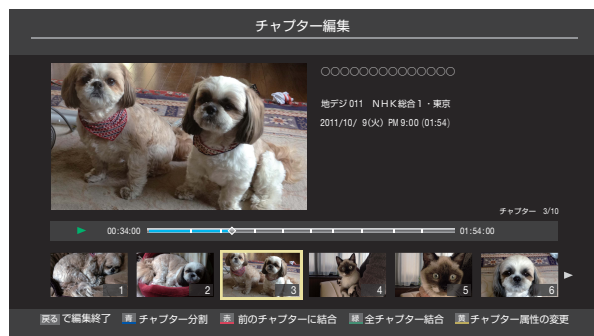 チャプター編集
○○○○○○○○○○○○○○
地デジ 011 NHK総合1・東京
2011/10/ 9(火) PM 9:00 (01:54)
チャプター 3/10
00:34:00 01:54:00
1 2 3 4 5 6
戻る で編集終了 青 チャプター分割 赤 前のチャプターに結合 緑 全チャプター結合 黄 チャプター属性の変更